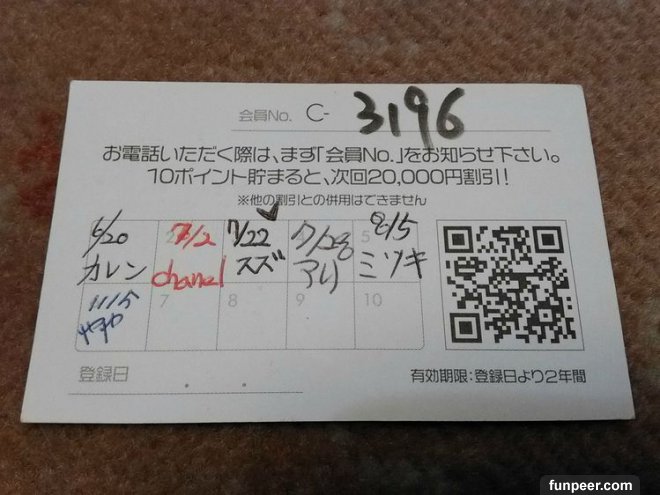 会員No. C- 3196
お電話いただく際は、まず「会員No.」をお知らせ下さい。
10ポイント貯まると、次回20,000円割引!
※他の割引との併用はできません
6/20 7/2 7/22 7/28 8/5
カレン chanel スズ アリ ミツキ
11/5 7 8 9 10
登録日 . .
有効期限:登録日より2年間
funpeer.com